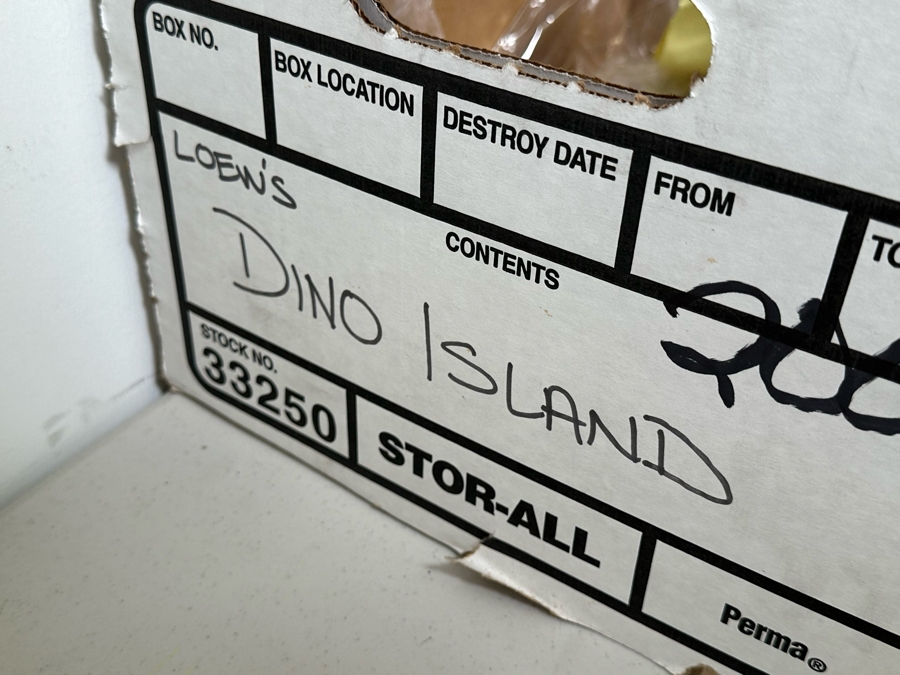 BOX NO.
BOX LOCATION
DESTROY DATE
FROM
CONTENTS
LOEW'S
DINO ISLAND
STOCK NO.
33250
STOR-ALL
Perma®